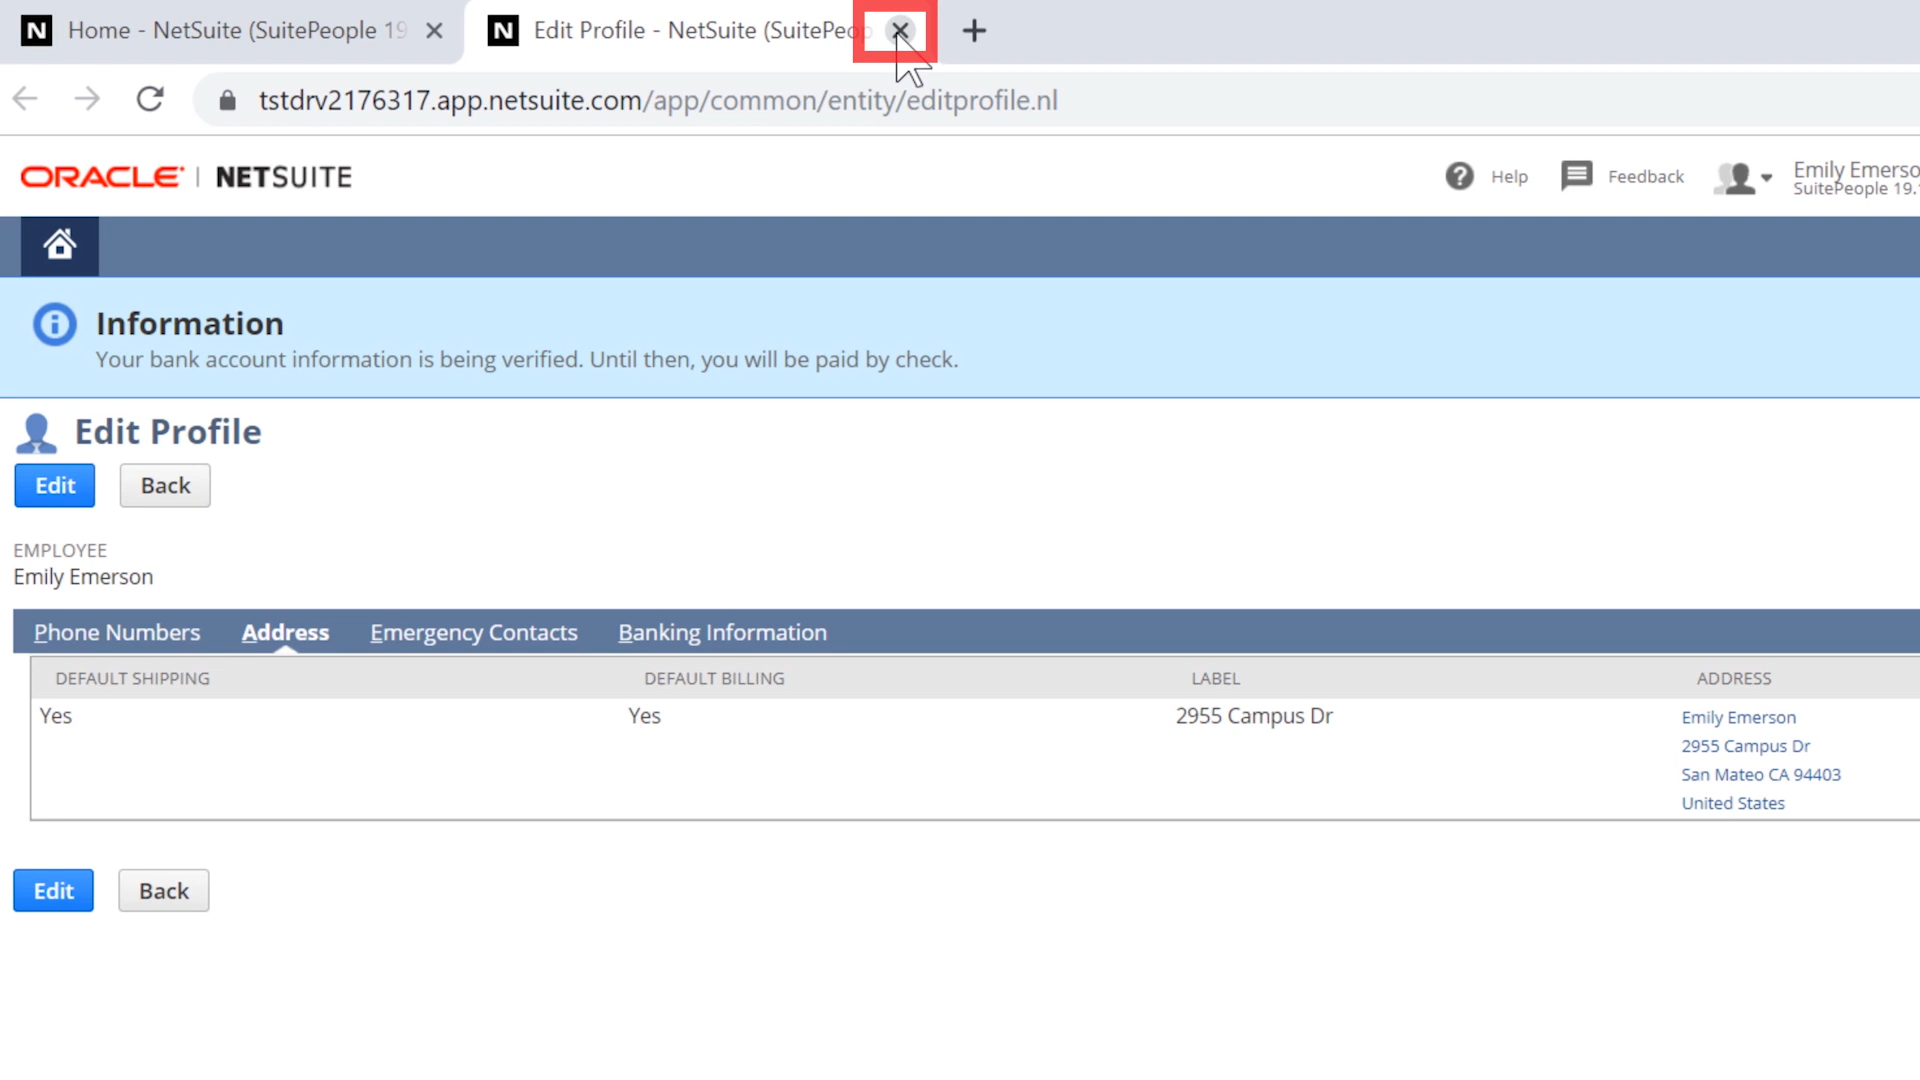 N Home - NetSuite (SuitePeople 19
N Edit Profile - NetSuite (SuitePeop
tstdrv2176317.app.netsuite.com/app/common/entity/editprofile.nl
ORACLE | NETSUITE
Help
Feedback
Emily Emerso
SuitePeople 19.1
Information
Your bank account information is being verified. Until then, you will be paid by check.
Edit Profile
Edit Back
EMPLOYEE
Emily Emerson
Phone Numbers Address Emergency Contacts Banking Information
DEFAULT SHIPPING DEFAULT BILLING LABEL ADDRESS
Yes Yes 2955 Campus Dr Emily Emerson
2955 Campus Dr
San Mateo CA 94403
United States
Edit Back